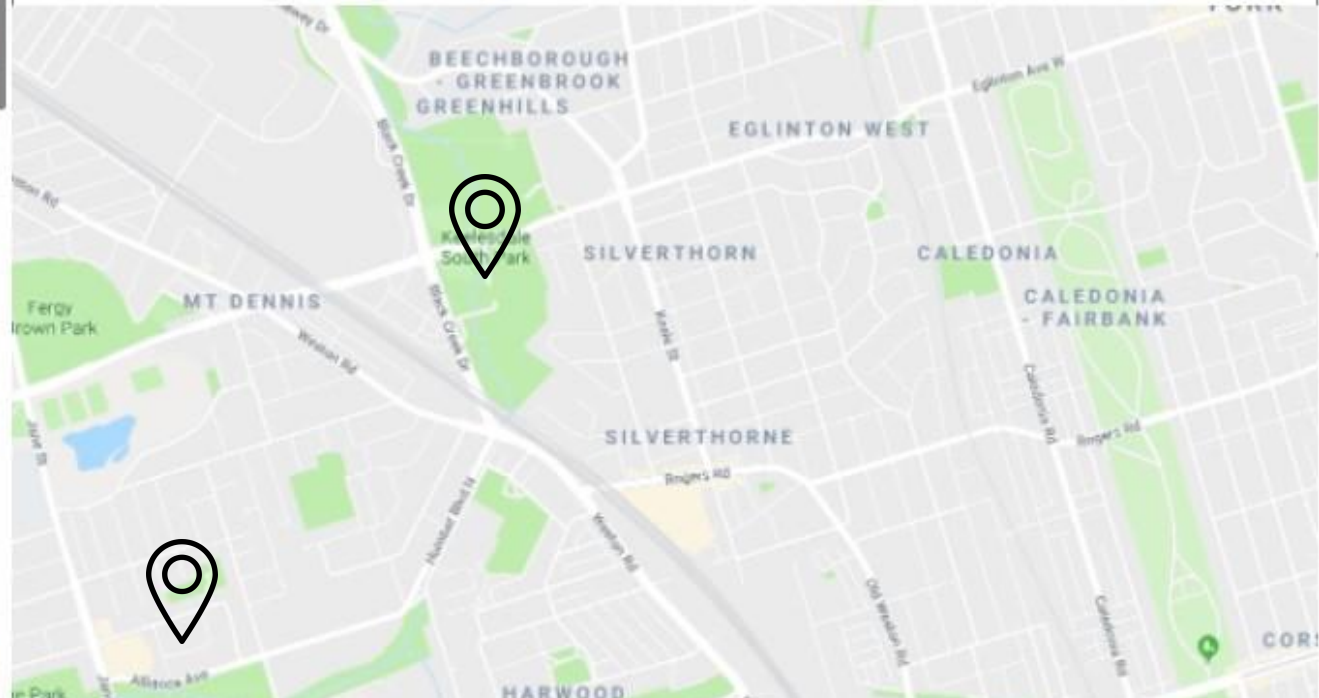 YORK
Eglinton Ave W
BEECHBOROUGH
- GREENBROOK
GREENHILLS
EGLINTON WEST
Black Creek Dr
Keelesdale
South Park
SILVERTHORN
CALEDONIA
CALEDONIA
- FAIRBANK
MT DENNIS
Fergy
Brown Park
Black Creek Dr
Weston Rd
Keele St
Caledonia Rd
Rogers Rd
Jane St
SILVERTHORNE
Rogers Rd
Humber Blvd N
Weston Rd
Old Weston Rd
Caledonia Rd
CORS
Alliance Ave
Park
HARWOOD